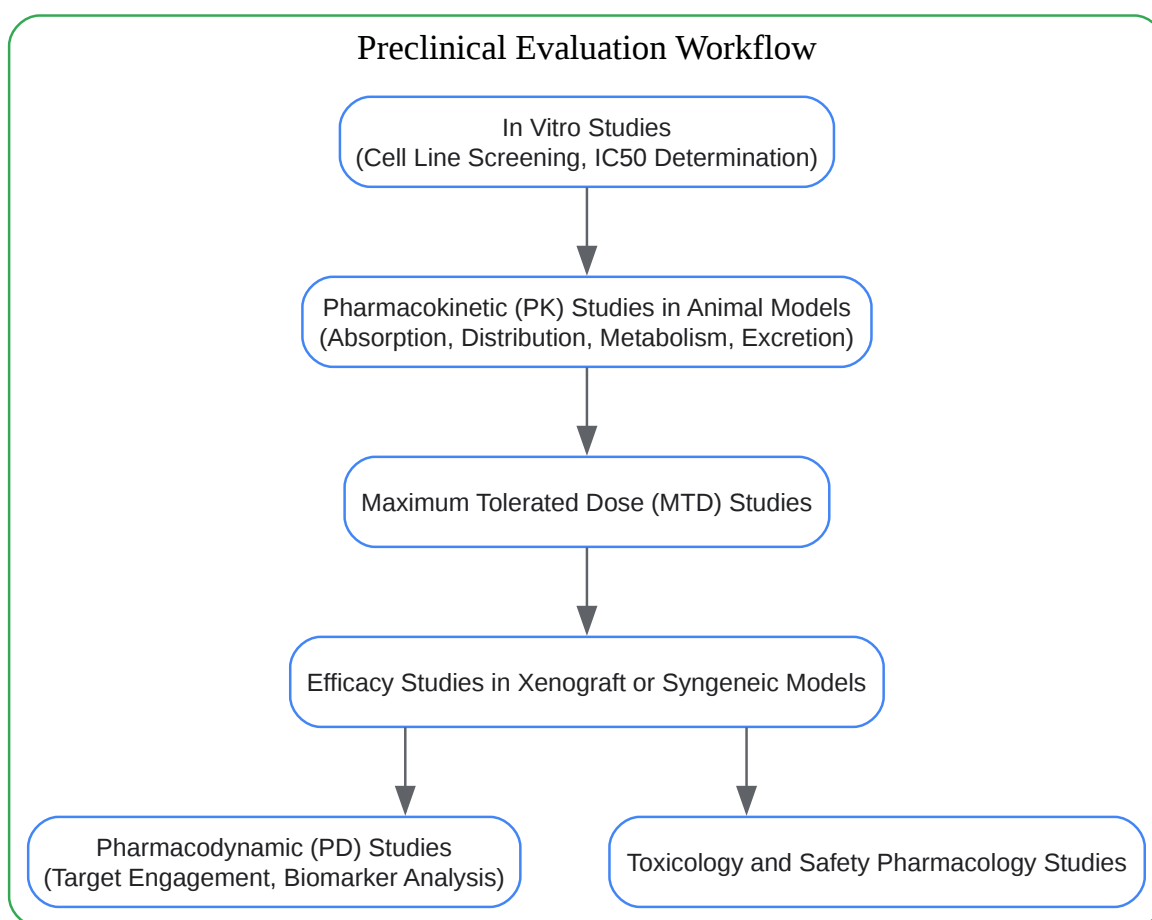 Preclinical Evaluation Workflow
In Vitro Studies
(Cell Line Screening, IC50 Determination)
Pharmacokinetic (PK) Studies in Animal Models
(Absorption, Distribution, Metabolism, Excretion)
Maximum Tolerated Dose (MTD) Studies
Efficacy Studies in Xenograft or Syngeneic Models
Pharmacodynamic (PD) Studies
(Target Engagement, Biomarker Analysis)
Toxicology and Safety Pharmacology Studies